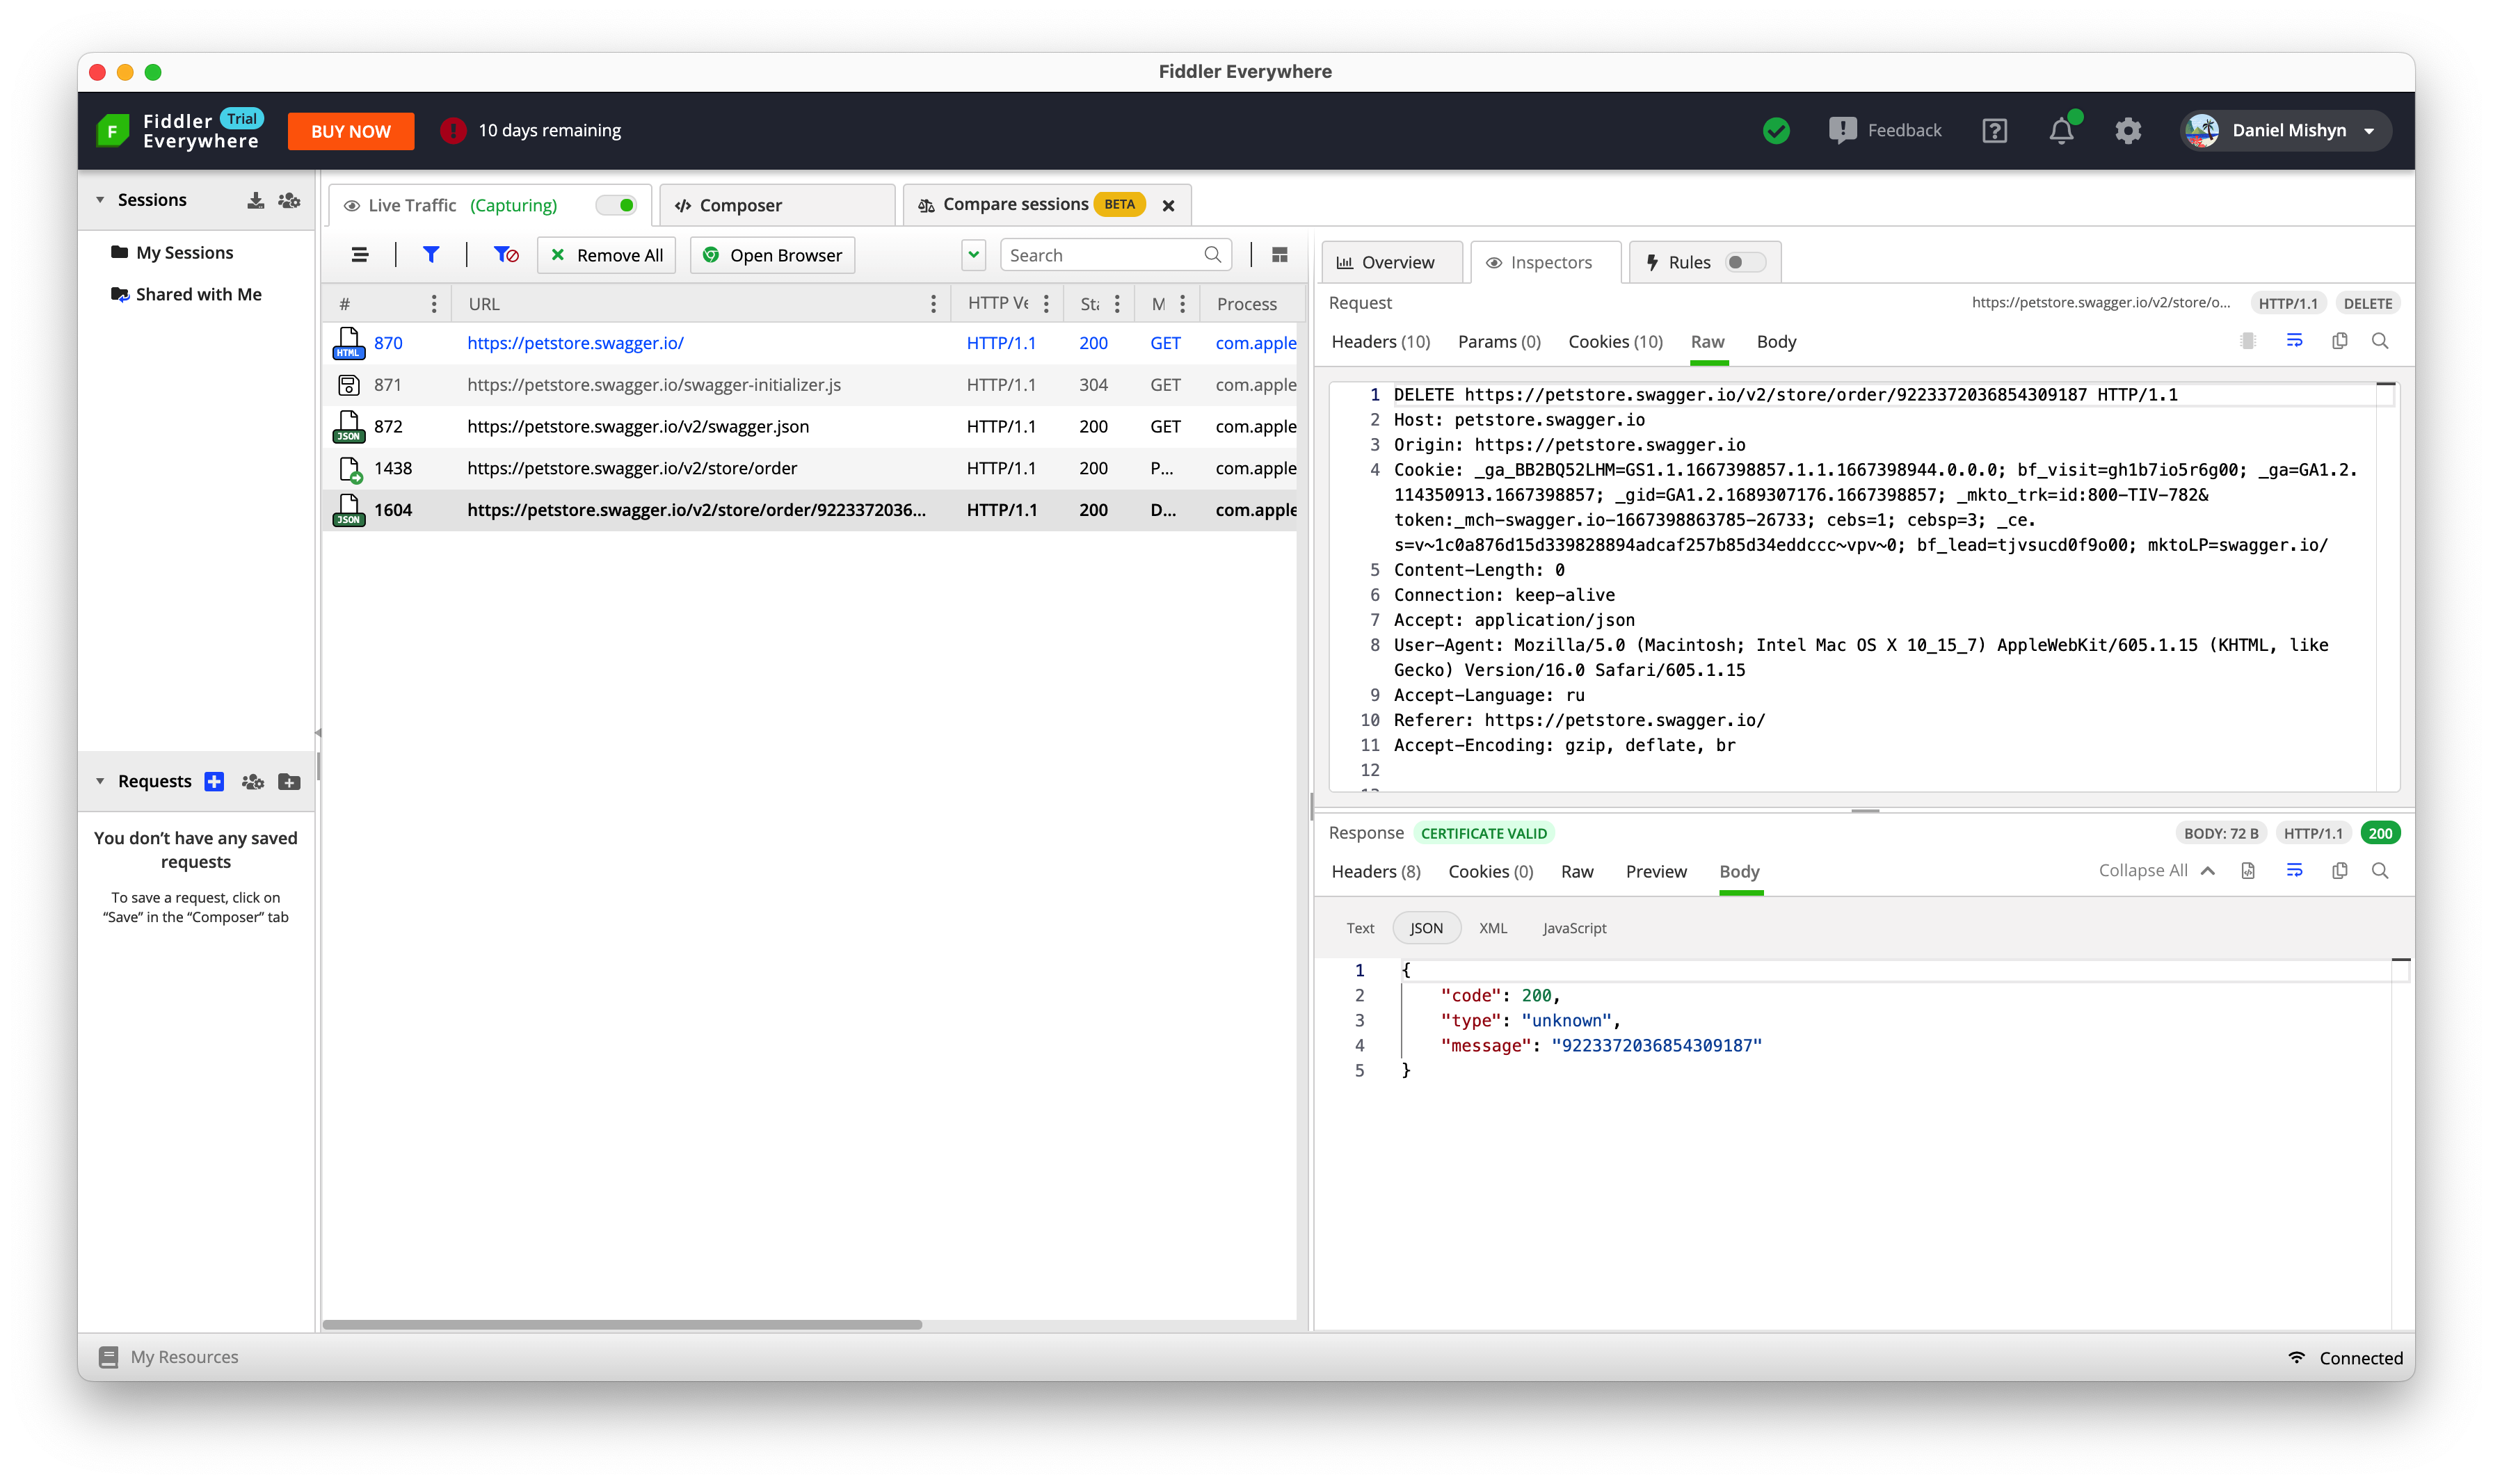 Fiddler Everywhere
F
Fiddler Trial
Everywhere
BUY NOW
! 10 days remaining
Feedback
?
Daniel Mishyn
Sessions
My Sessions
Shared with Me
Requests
You don’t have any saved
requests
To save a request, click on
“Save” in the “Composer” tab
Live Traffic (Capturing)
Composer
Compare sessions BETA
Remove All
Open Browser
Search
# URL HTTP Ve Sta M Process
HTML 870 https://petstore.swagger.io/ HTTP/1.1 200 GET com.apple
871 https://petstore.swagger.io/swagger-initializer.js HTTP/1.1 304 GET com.apple
JSON 872 https://petstore.swagger.io/v2/swagger.json HTTP/1.1 200 GET com.apple
1438 https://petstore.swagger.io/v2/store/order HTTP/1.1 200 P... com.apple
JSON 1604 https://petstore.swagger.io/v2/store/order/9223372036... HTTP/1.1 200 D... com.apple
Overview
Inspectors
Rules
Request https://petstore.swagger.io/v2/store/o... HTTP/1.1 DELETE
Headers (10) Params (0) Cookies (10) Raw Body
1 DELETE https://petstore.swagger.io/v2/store/order/9223372036854309187 HTTP/1.1
2 Host: petstore.swagger.io
3 Origin: https://petstore.swagger.io
4 Cookie: _ga_BB2BQ52LHM=GS1.1.1667398857.1.1.1667398944.0.0.0; bf_visit=gh1b7io5r6g00; _ga=GA1.2.
114350913.1667398857; _gid=GA1.2.1689307176.1667398857; _mkto_trk=id:800-TIV-782&
token:_mch-swagger.io-1667398863785-26733; cebs=1; cebsp=3; _ce.
s=v~1c0a876d15d339828894adcaf257b85d34eddccc~vpv~0; bf_lead=tjvsucd0f9o00; mktoLP=swagger.io/
5 Content-Length: 0
6 Connection: keep-alive
7 Accept: application/json
8 User-Agent: Mozilla/5.0 (Macintosh; Intel Mac OS X 10_15_7) AppleWebKit/605.1.15 (KHTML, like
Gecko) Version/16.0 Safari/605.1.15
9 Accept-Language: ru
10 Referer: https://petstore.swagger.io/
11 Accept-Encoding: gzip, deflate, br
12
Response CERTIFICATE VALID BODY: 72 B HTTP/1.1 200
Headers (8) Cookies (0) Raw Preview Body Collapse All
Text JSON XML JavaScript
1 {
2 "code": 200,
3 "type": "unknown",
4 "message": "9223372036854309187"
5 }
My Resources
Connected